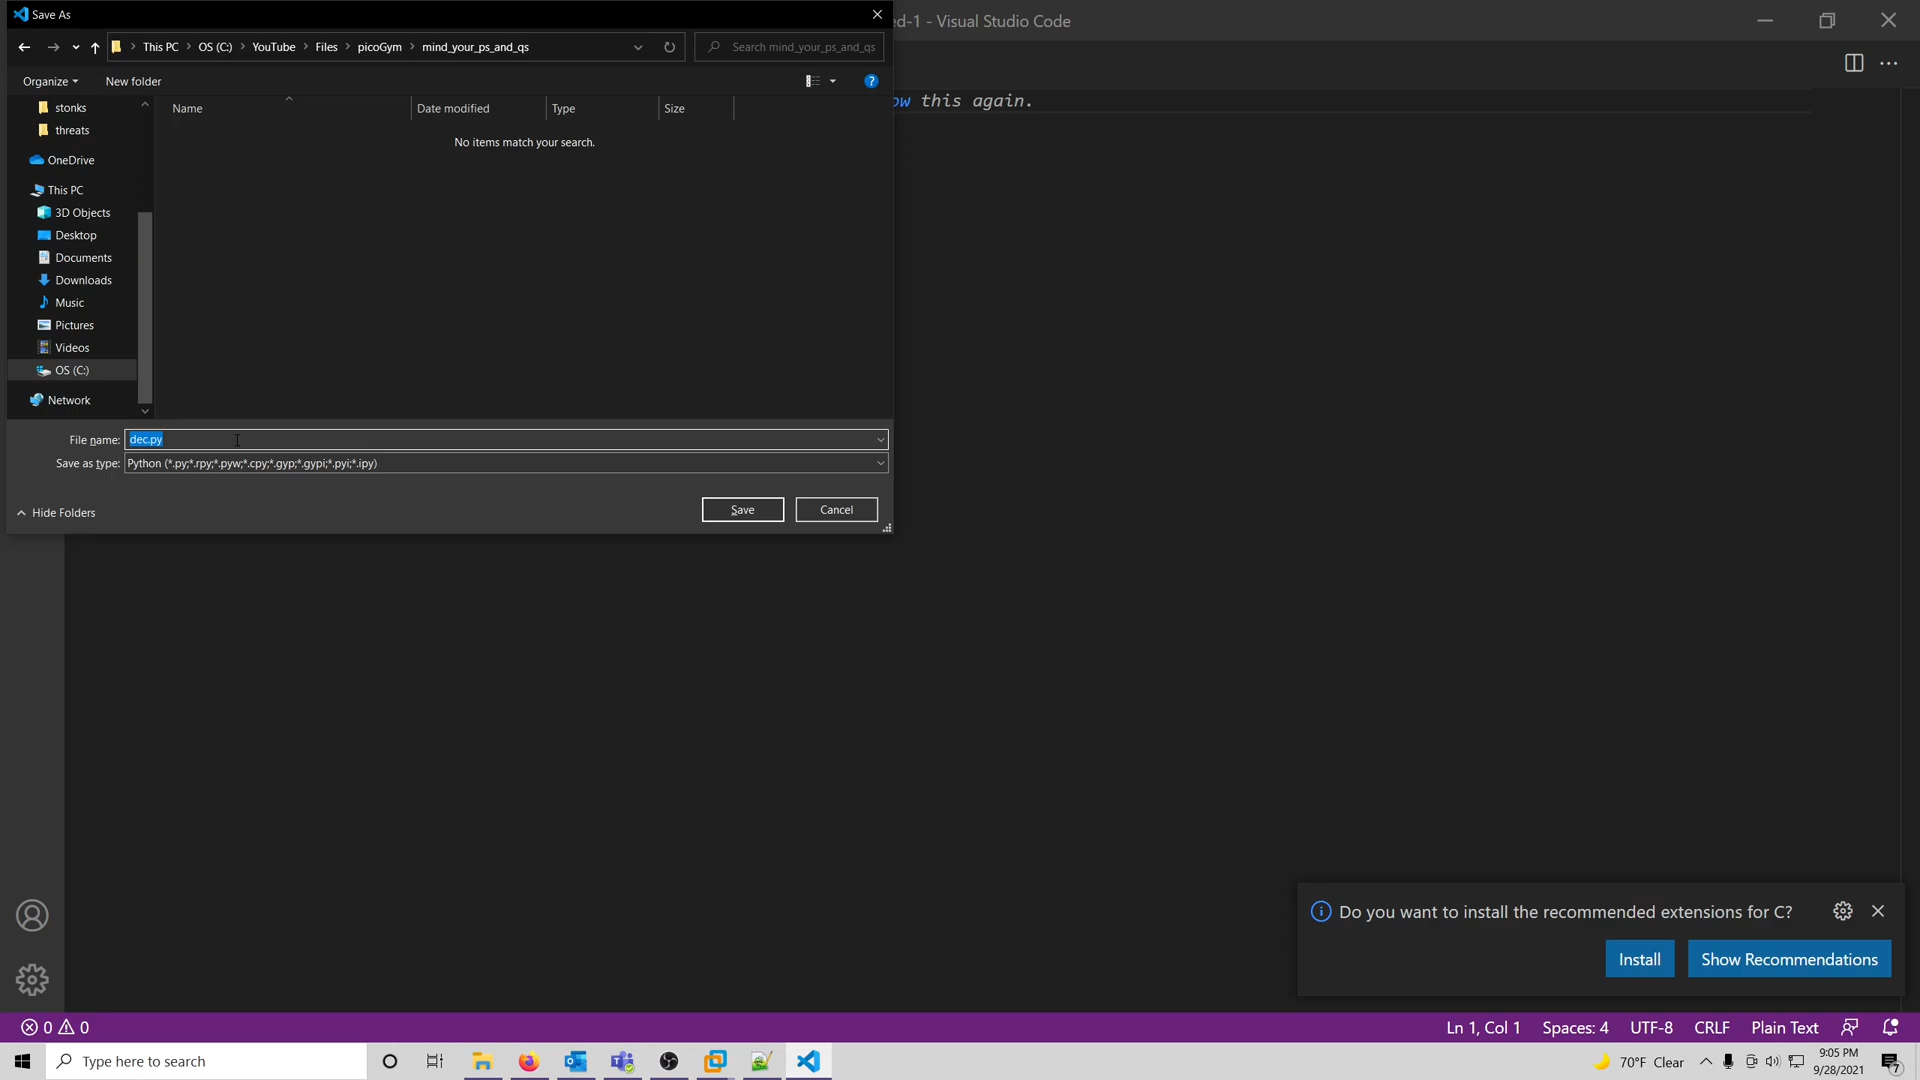 Save As
ed-1 - Visual Studio Code
This PC > OS (C:) > YouTube > Files > picoGym > mind_your_ps_and_qs
Search mind_your_ps_and_qs
Organize
New folder
?
ow this again.
Name
Date modified
Type
Size
No items match your search.
stonks
threats
OneDrive
This PC
3D Objects
Desktop
Documents
Downloads
Music
Pictures
Videos
OS (C:)
Network
File name: dec.py
Save as type: Python (*.py;*.rpy;*.pyw;*.cpy;*.gyp;*.gypi;*.pyi;*.ipy)
Hide Folders
Save
Cancel
Do you want to install the recommended extensions for C?
Install
Show Recommendations
0 0
Ln 1, Col 1
Spaces: 4
UTF-8
CRLF
Plain Text
Type here to search
70°F Clear
9:05 PM
9/28/2021
7